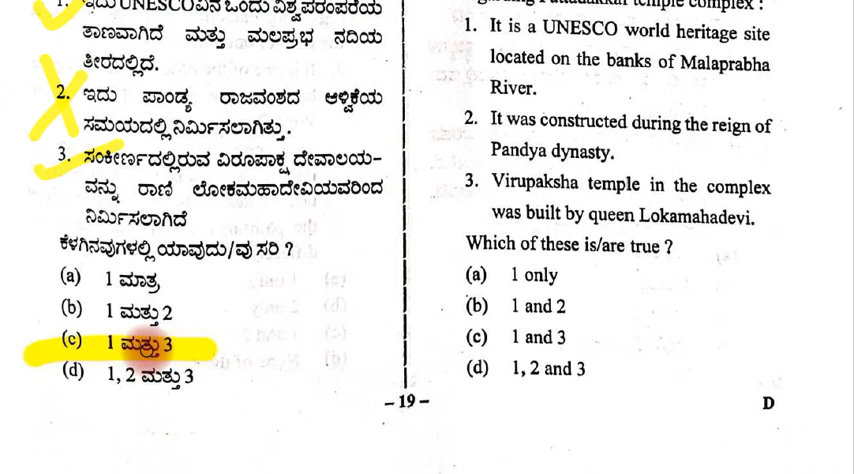 1. ಇದು UNESCOವಿನ ಒಂದು ವಿಶ್ವಪರಂಪರೆಯ
ತಾಣವಾಗಿದೆ ಮತ್ತು ಮಲಪ್ರಭ ನದಿಯ
ತೀರದಲ್ಲಿದೆ.
2. ಇದು ಪಾಂಡ್ಯ ರಾಜವಂಶದ ಆಳ್ವಿಕೆಯ
ಸಮಯದಲ್ಲಿ ನಿರ್ಮಿಸಲಾಗಿತ್ತು.
3. ಸಂಕೀರ್ಣದಲ್ಲಿರುವ ವಿರೂಪಾಕ್ಷ ದೇವಾಲಯ-
ವನ್ನು ರಾಣಿ ಲೋಕಮಹಾದೇವಿಯವರಿಂದ
ನಿರ್ಮಿಸಲಾಗಿದೆ
ಕೆಳಗಿನವುಗಳಲ್ಲಿ ಯಾವುದು/ವು ಸರಿ ?
(a) 1 ಮಾತ್ರ
(b) 1 ಮತ್ತು 2
(c) 1 ಮತ್ತು 3
(d) 1, 2 ಮತ್ತು 3
temple complex :
1. It is a UNESCO world heritage site
located on the banks of Malaprabha
River.
2. It was constructed during the reign of
Pandya dynasty.
3. Virupaksha temple in the complex
was built by queen Lokamahadevi.
Which of these is/are true ?
(a) 1 only
(b) 1 and 2
(c) 1 and 3
(d) 1, 2 and 3
– 19 –
D